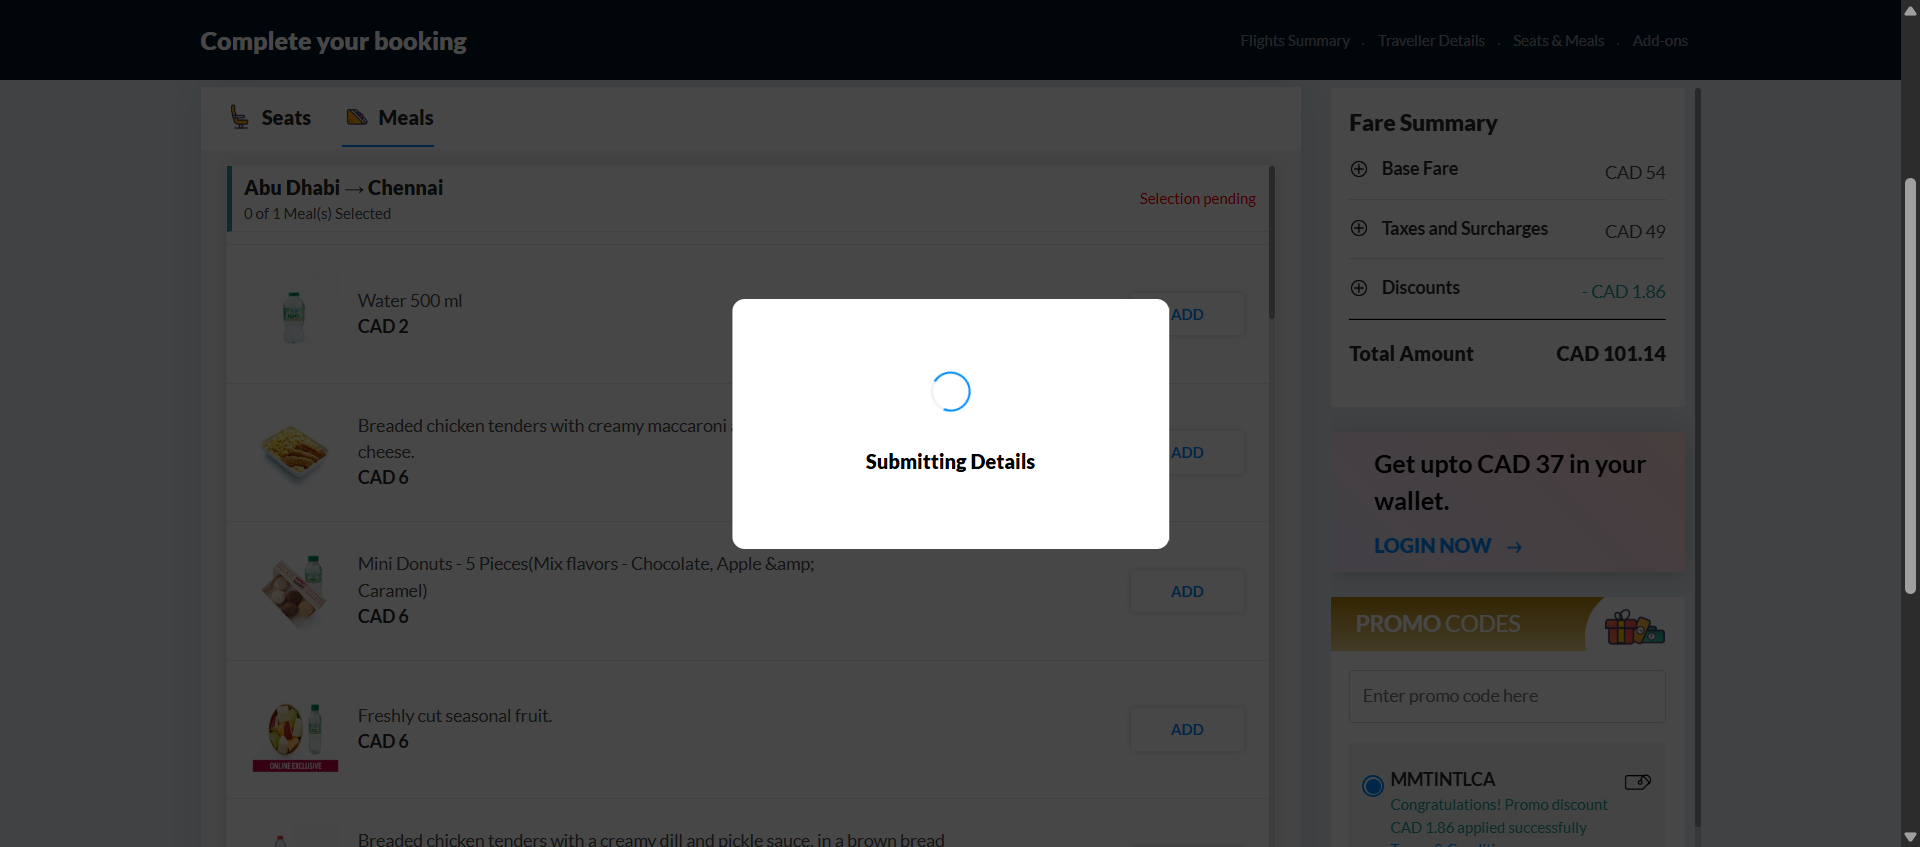 Complete your booking
Flights Summary . Traveller Details . Seats & Meals . Add-ons
Seats Meals
Abu Dhabi → Chennai
0 of 1 Meal(s) Selected
Selection pending
Water 500 ml
CAD 2
ADD
Breaded chicken tenders with creamy maccaroni
cheese.
CAD 6
ADD
Mini Donuts - 5 Pieces(Mix flavors - Chocolate, Apple &amp;
Caramel)
CAD 6
ADD
Freshly cut seasonal fruit.
CAD 6
ADD
ONLINE EXCLUSIVE
Breaded chicken tenders with a creamy dill and pickle sauce, in a brown bread
Submitting Details
Fare Summary
Base Fare CAD 54
Taxes and Surcharges CAD 49
Discounts - CAD 1.86
Total Amount CAD 101.14
Get upto CAD 37 in your
wallet.
LOGIN NOW →
PROMO CODES
Enter promo code here
MMTINTLCA
Congratulations! Promo discount
CAD 1.86 applied successfully